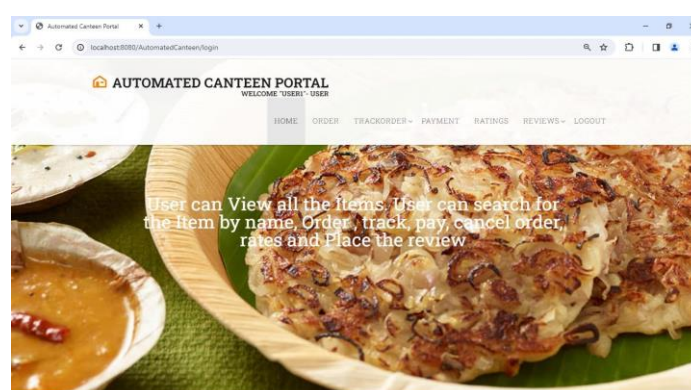 Automated Canteen Portal
localhost:8080/AutomatedCanteen/login
AUTOMATED CANTEEN PORTAL
WELCOME "USER1"- USER
HOME ORDER TRACKORDER PAYMENT RATINGS REVIEWS LOGOUT
User can View all the Items. User can search for
the Item by name, Order , track, pay, cancel order,
rates and Place the review